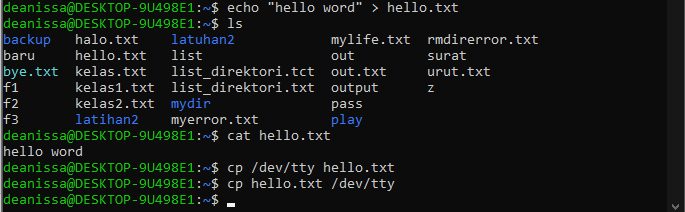 deanissa@DESKTOP-9U498E1:~$ echo "hello word" > hello.txt
deanissa@DESKTOP-9U498E1:~$ ls
backup halo.txt latuhan2 mylife.txt rmdirerror.txt
baru hello.txt list out surat
bye.txt kelas.txt list_direktori.tct out.txt urut.txt
f1 kelas1.txt list_direktori.txt output z
f2 kelas2.txt mydir pass
f3 latihan2 myerror.txt play
deanissa@DESKTOP-9U498E1:~$ cat hello.txt
hello word
deanissa@DESKTOP-9U498E1:~$ cp /dev/tty hello.txt
deanissa@DESKTOP-9U498E1:~$ cp hello.txt /dev/tty
deanissa@DESKTOP-9U498E1:~$